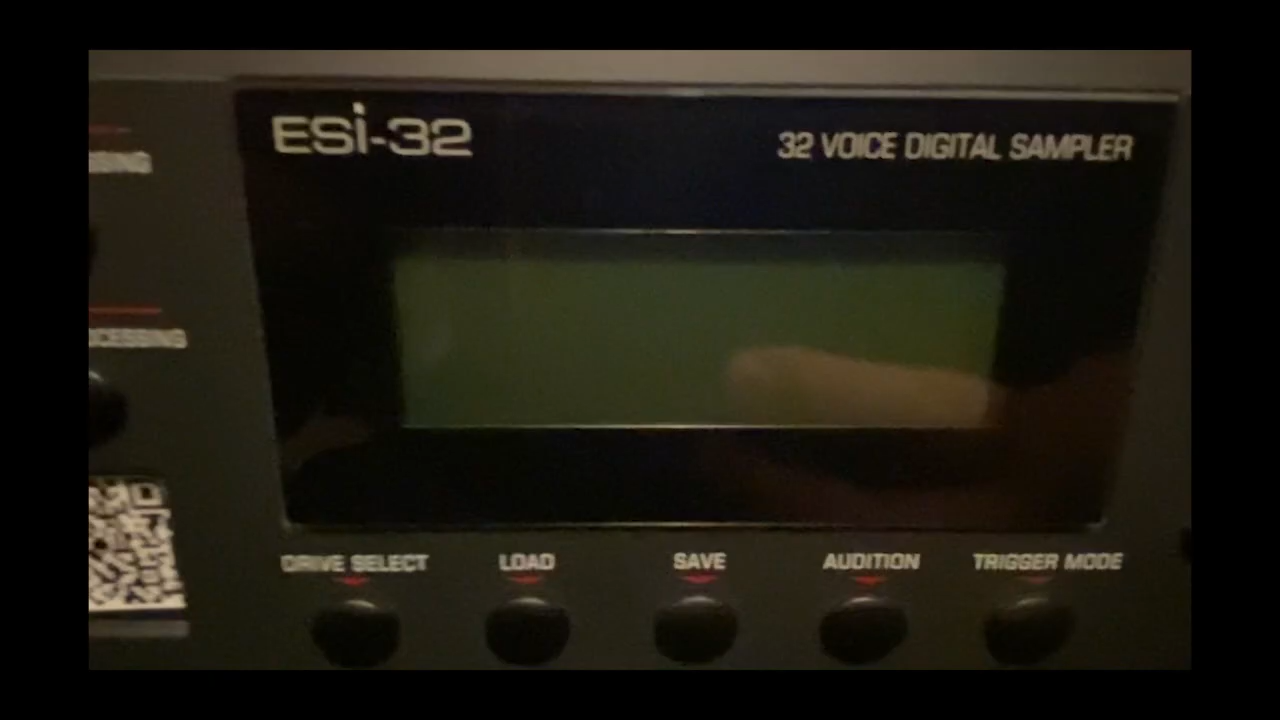 ESi-32
32 VOICE DIGITAL SAMPLER
DRIVE SELECT
LOAD
SAVE
AUDITION
TRIGGER MODE